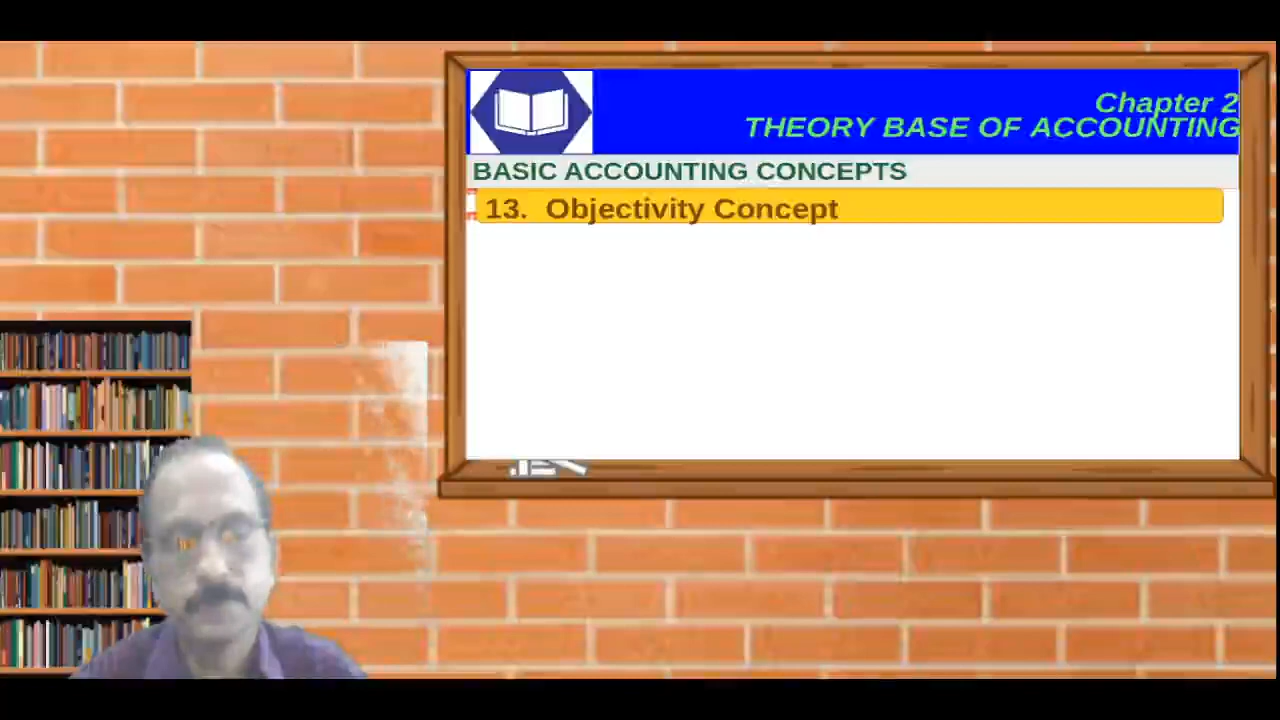 Chapter 2
THEORY BASE OF ACCOUNTING
BASIC ACCOUNTING CONCEPTS
13. Objectivity Concept